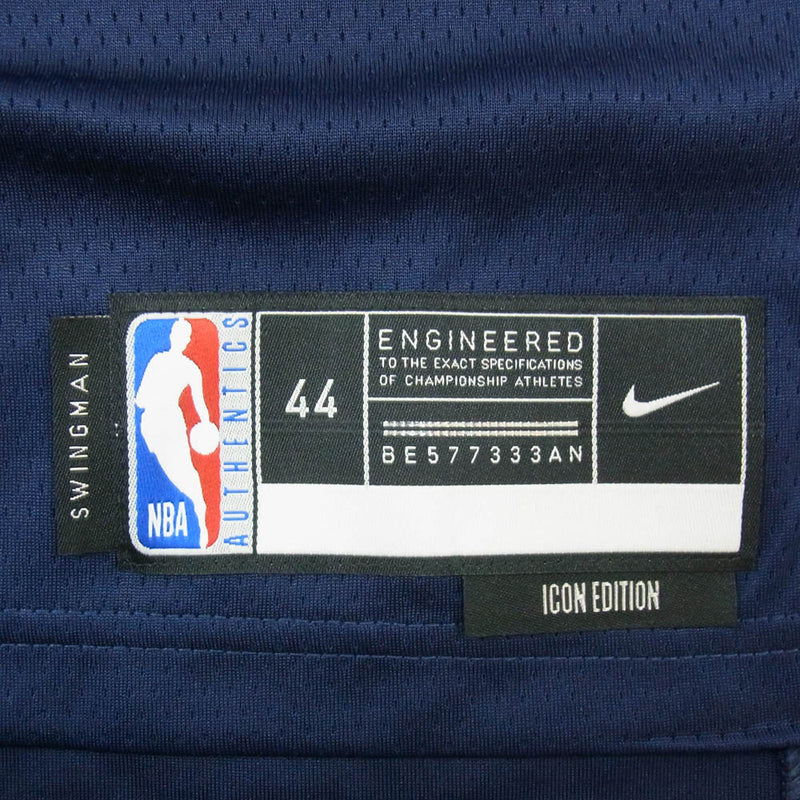 SWINGMAN
NBA
AUTHENTICS
44
ENGINEERED
TO THE EXACT SPECIFICATIONS
OF CHAMPIONSHIP ATHLETES
BE577333AN
ICON EDITION